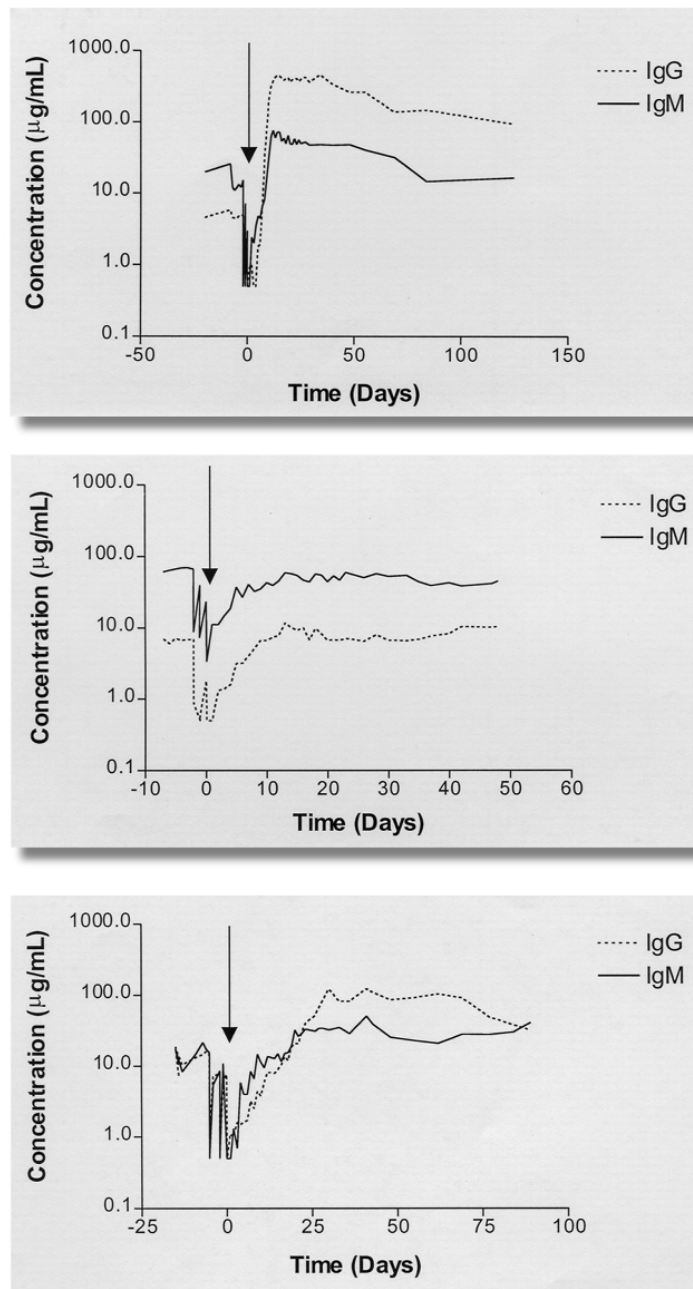 1000.0
100.0
10.0
1.0
0.1
Concentration (μg/mL)
-50 0 50 100 150
Time (Days)
IgG
IgM
1000.0
100.0
10.0
1.0
0.1
Concentration (μg/mL)
-10 0 10 20 30 40 50 60
Time (Days)
IgG
IgM
1000.0
100.0
10.0
1.0
0.1
Concentration (μg/mL)
-25 0 25 50 75 100
Time (Days)
IgG
IgM